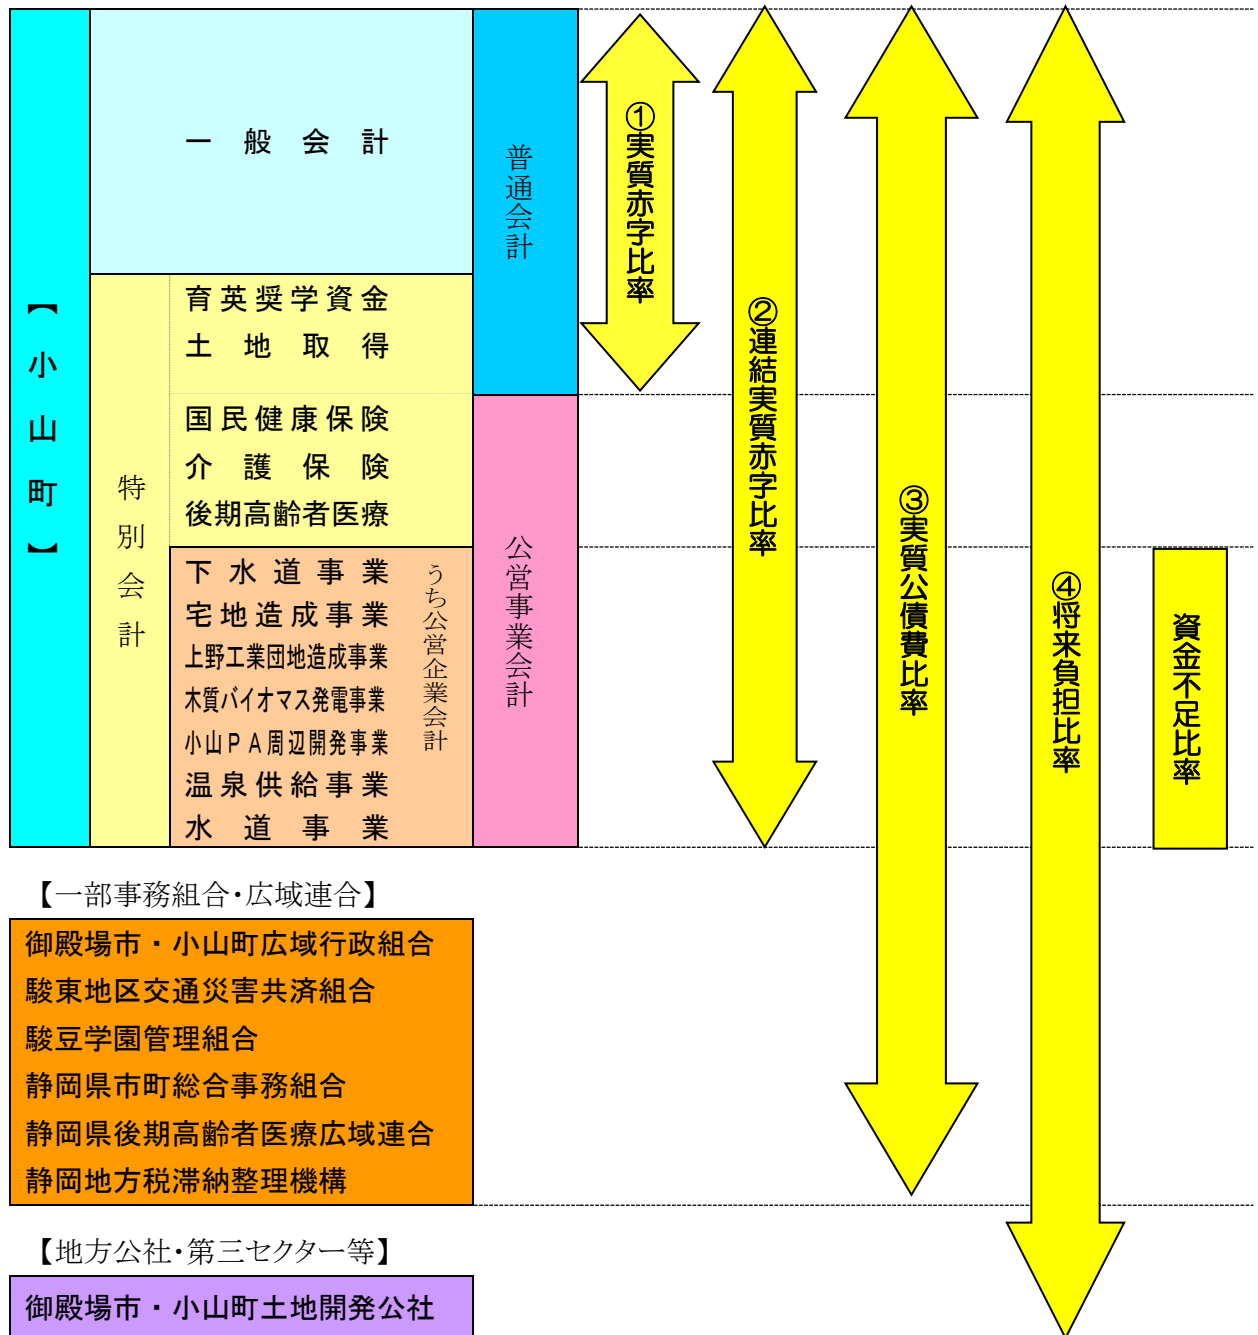 【小山町】
一般会計
特別会計
育英奨学資金
土地取得
国民健康保険
介護保険
後期高齢者医療
下水道事業
宅地造成事業
上野工業団地造成事業
木質バイオマス発電事業
小山PA周辺開発事業
温泉供給事業
水道事業
うち公営企業会計
普通会計
公営事業会計
①実質赤字比率
②連結実質赤字比率
③実質公債費比率
④将来負担比率
資金不足比率
【一部事務組合・広域連合】
御殿場市・小山町広域行政組合
駿東地区交通災害共済組合
駿豆学園管理組合
静岡県市町総合事務組合
静岡県後期高齢者医療広域連合
静岡地方税滞納整理機構
【地方公社・第三セクター等】
御殿場市・小山町土地開発公社